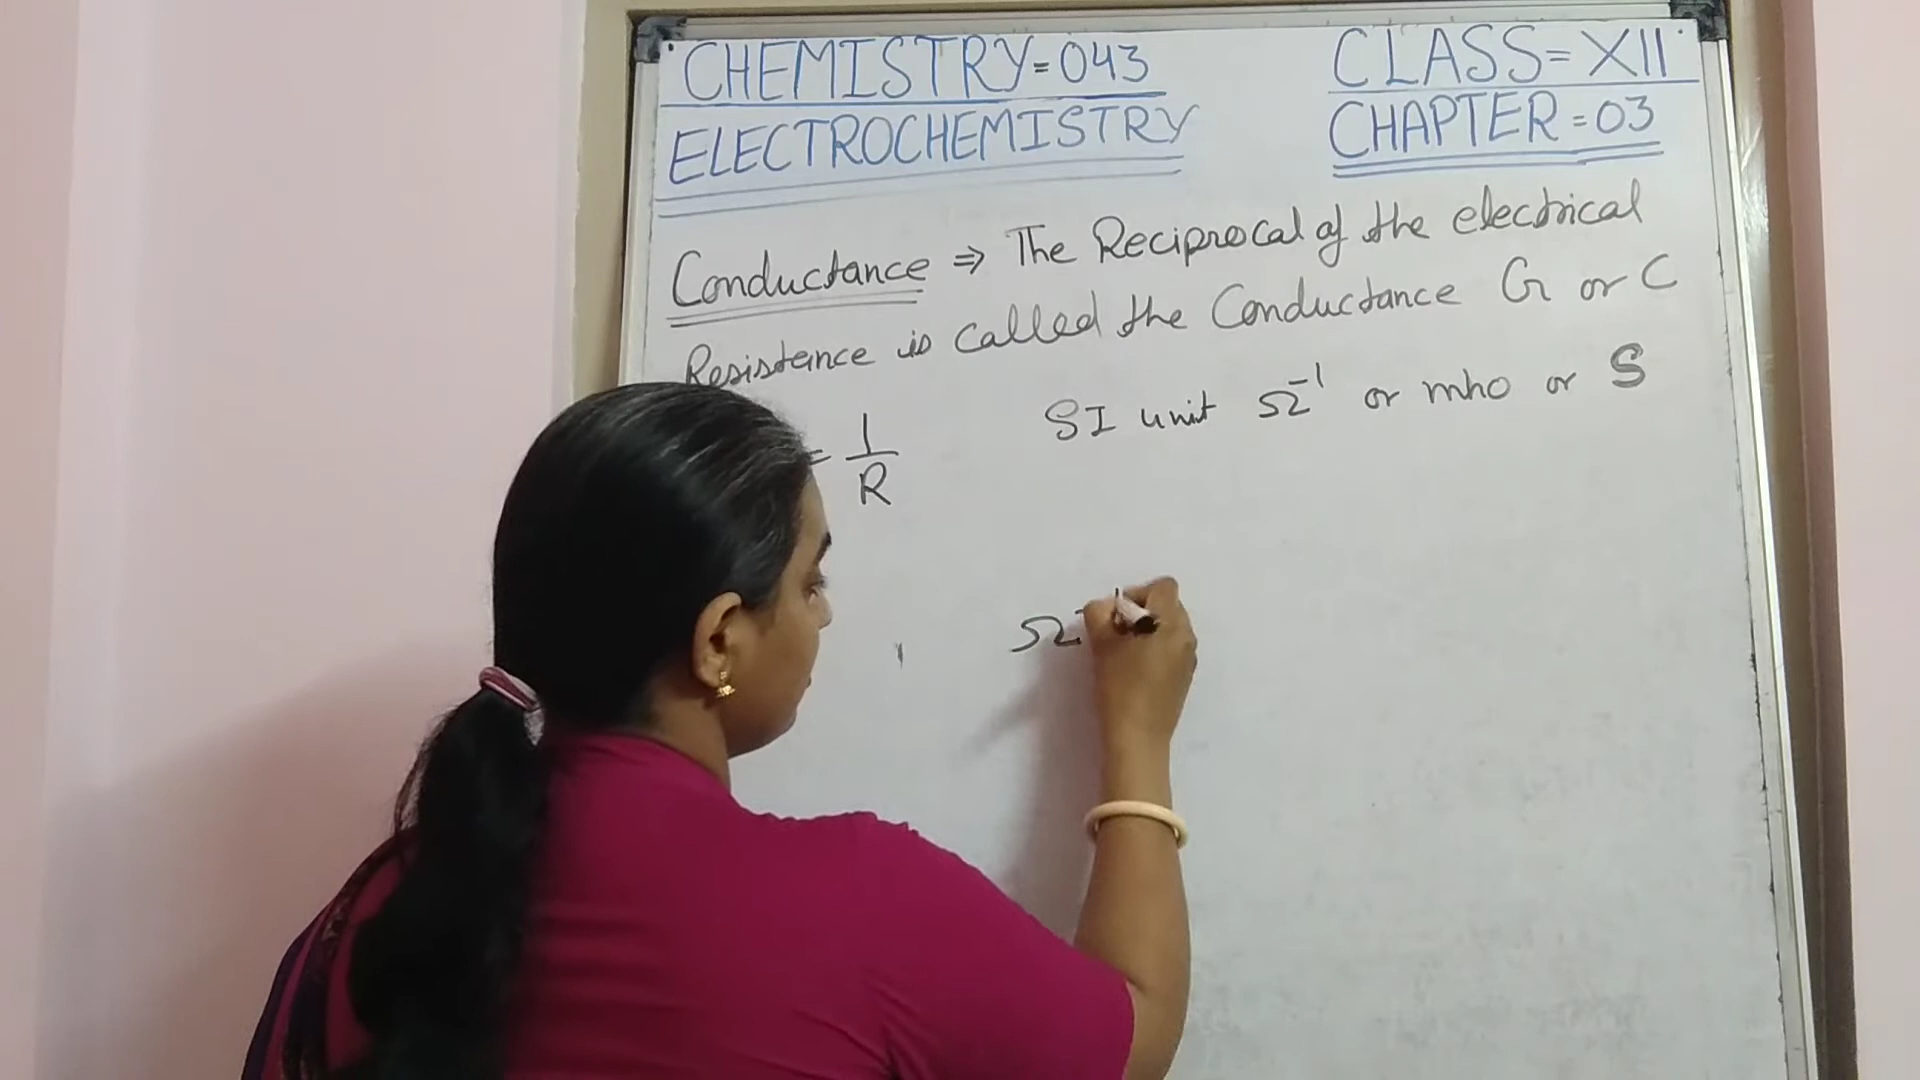 CHEMISTRY=043 CLASS=XII
ELECTROCHEMISTRY CHAPTER=03
Conductance ⇒ The Reciprocal of the electrical
Resistence is called the Conductance G or C
= 1/R SI unit Ω⁻¹ or mho or S
Ω⁻